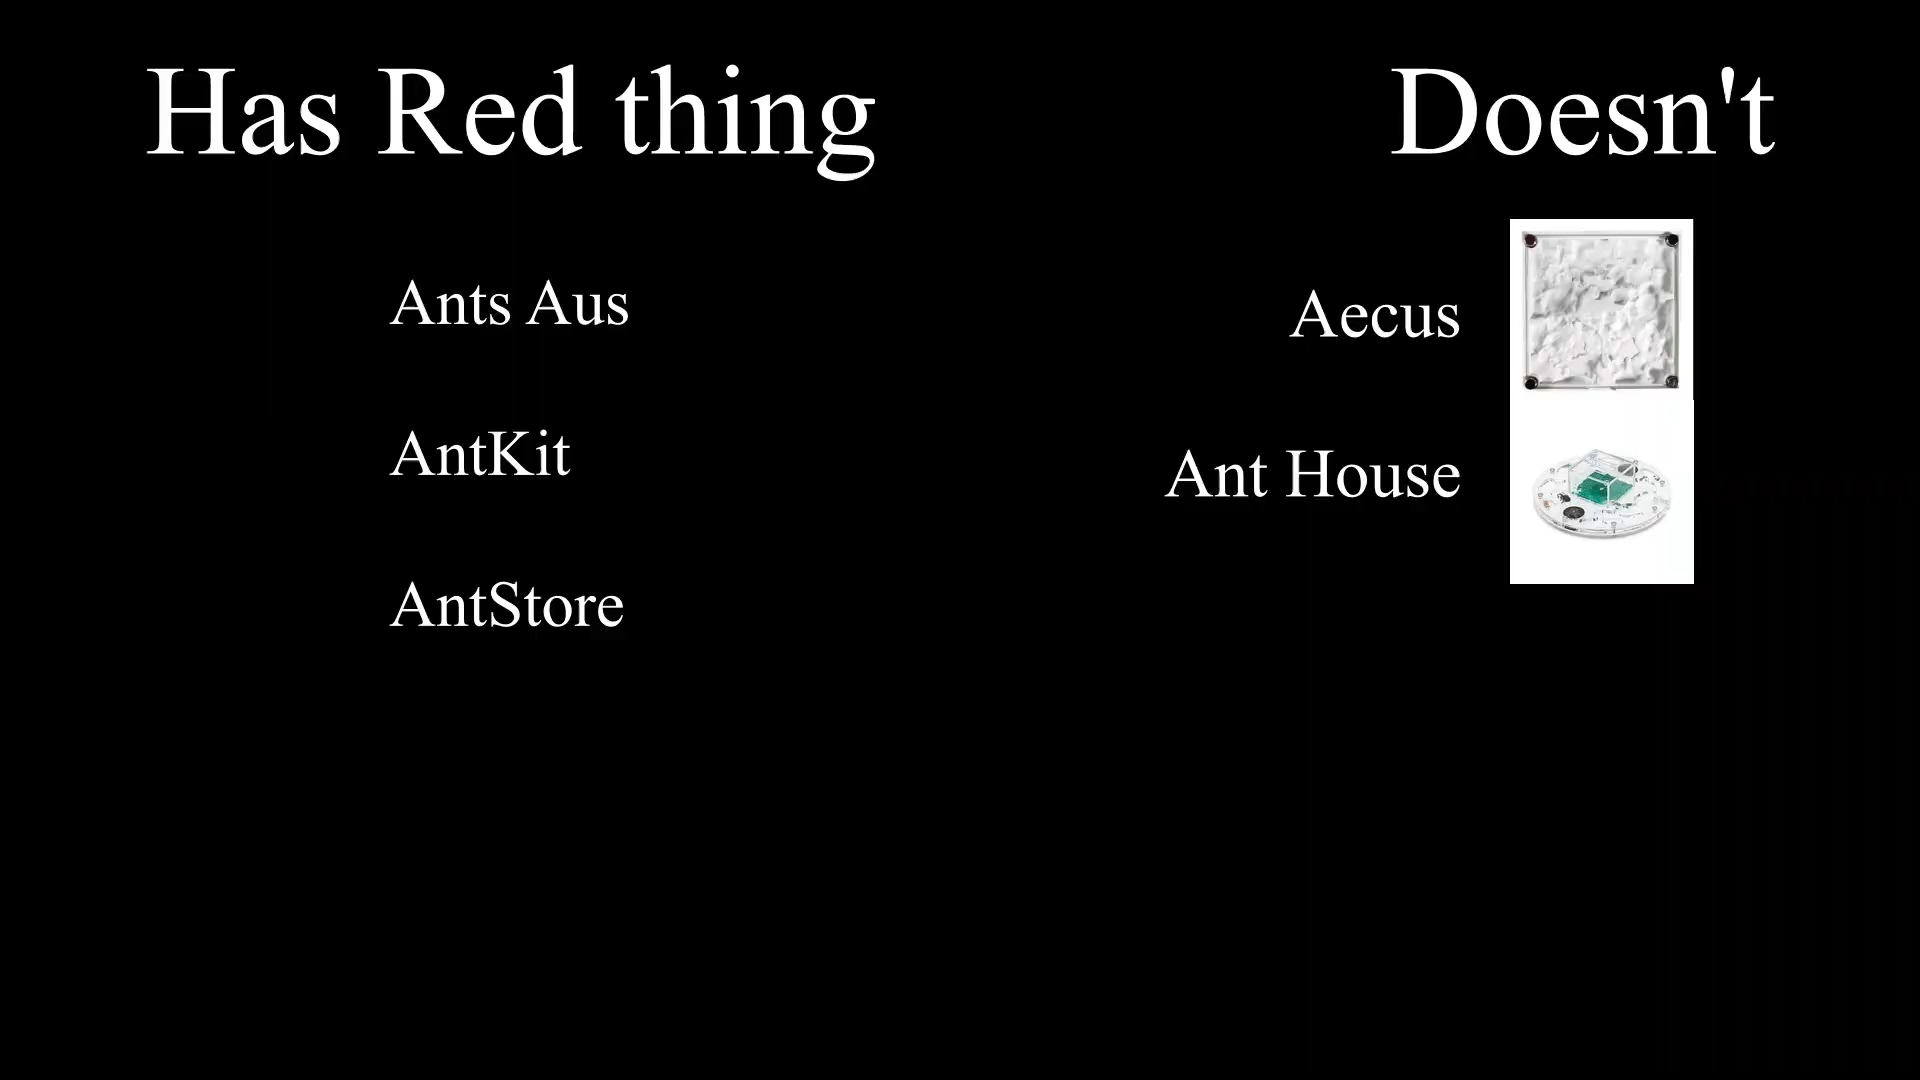 Has Red thing
Doesn't
Ants Aus
Aecus
AntKit
Ant House
AntStore